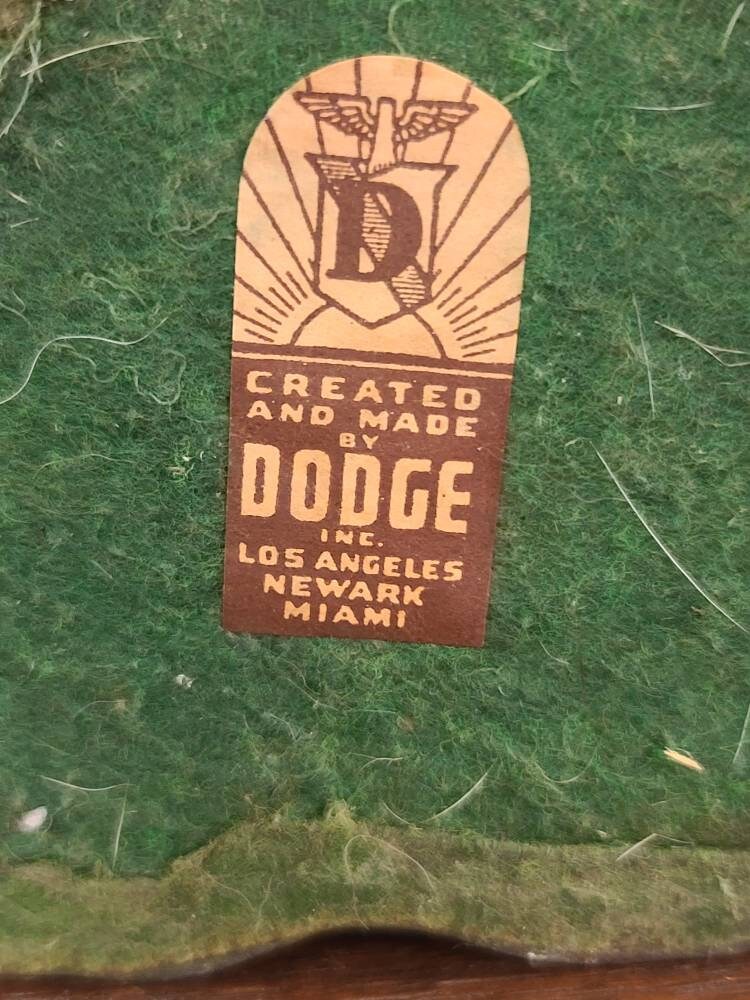 D
CREATED
AND MADE
BY
DODGE
INC.
LOS ANGELES
NEWARK
MIAMI